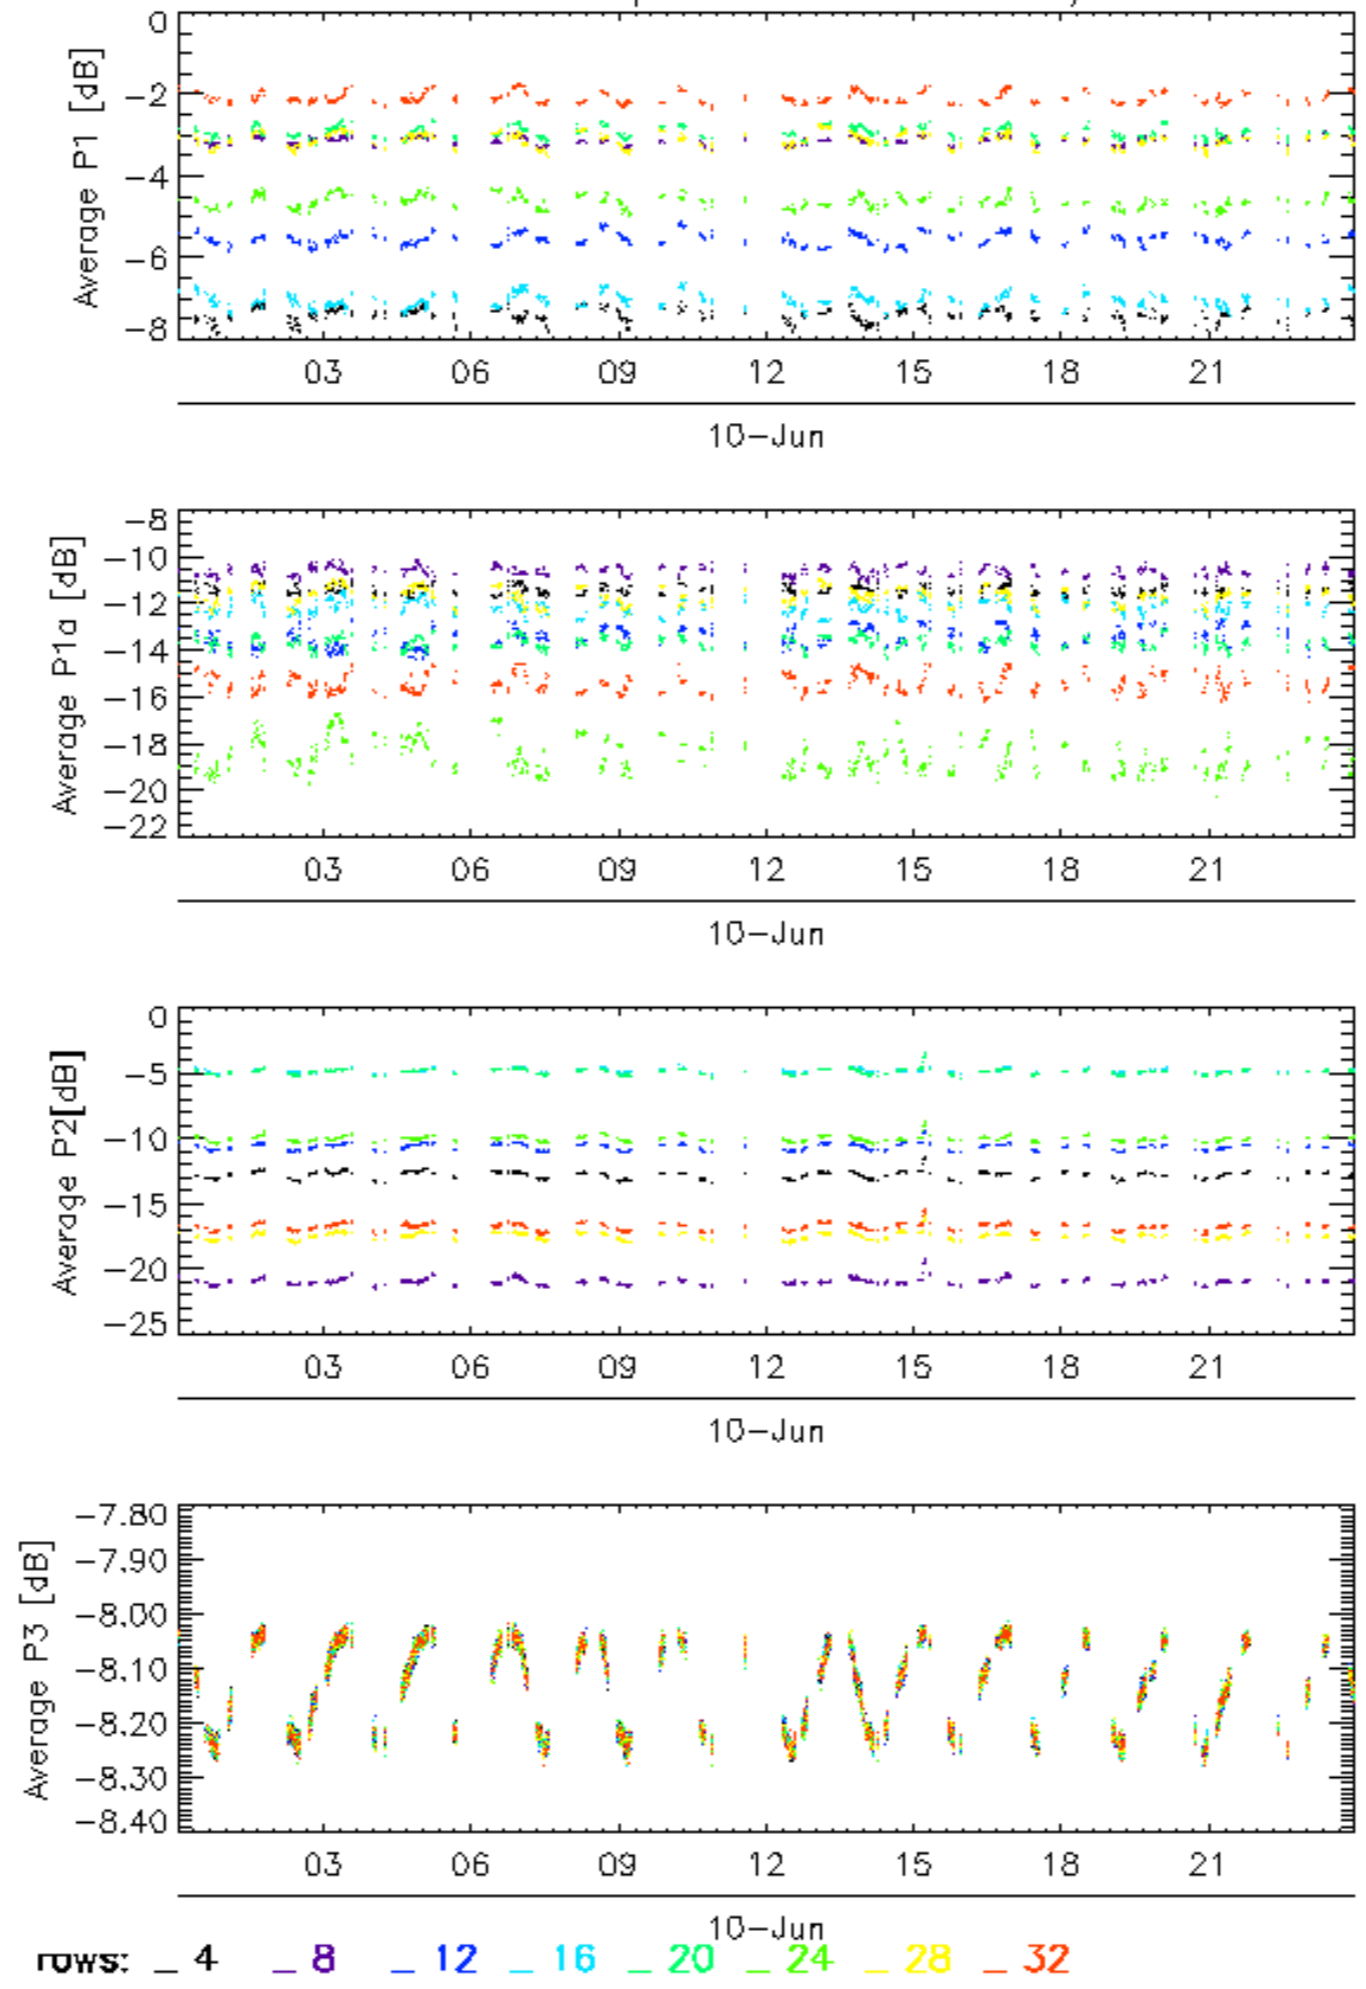 0
-2
-4
-6
-8
Average P1 [dB]
03 06 09 12 15 18 21
10-Jun
-8
-10
-12
-14
-16
-18
-20
-22
Average P1a [dB]
03 06 09 12 15 18 21
10-Jun
0
-5
-10
-15
-20
-25
Average P2[dB]
03 06 09 12 15 18 21
10-Jun
-7.80
-7.90
-8.00
-8.10
-8.20
-8.30
-8.40
Average P3 [dB]
03 06 09 12 15 18 21
10-Jun
rows: _ 4 _ 8 _ 12 _ 16 _ 20 _ 24 _ 28 _ 32